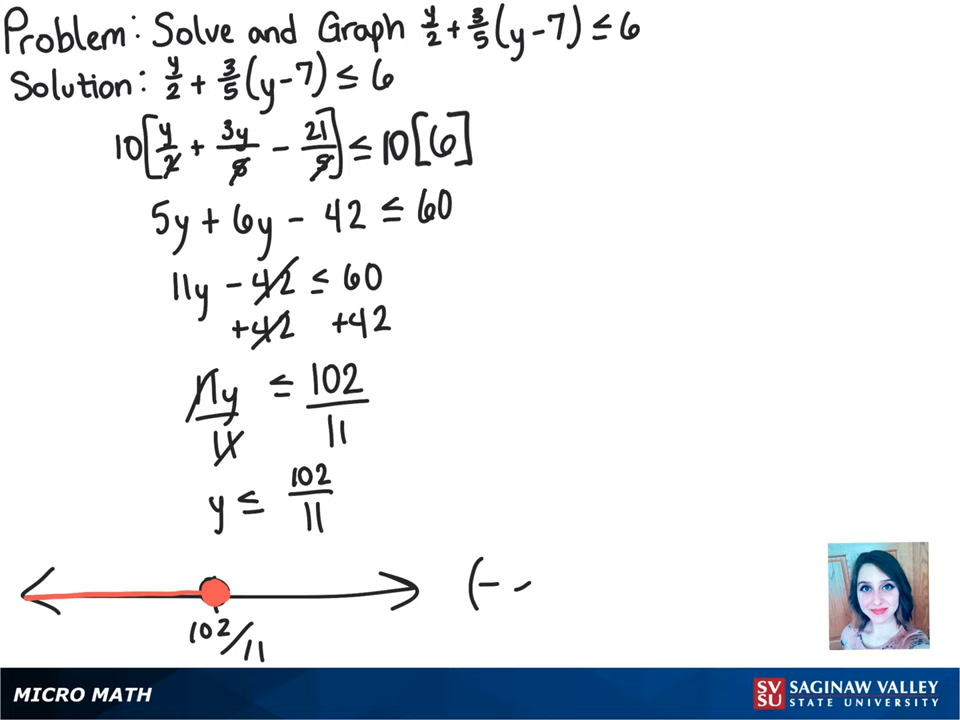 Problem: Solve and Graph y/2 + 3/5(y - 7) ≤ 6
Solution: y/2 + 3/5(y - 7) ≤ 6
10[y/2 + 3y/5 - 21/5] ≤ 10[6]
5y + 6y - 42 ≤ 60
11y - 42 ≤ 60
+42 +42
11y/11 ≤ 102/11
y ≤ 102/11
(-
102/11
MICRO MATH
SVSU SAGINAW VALLEY
STATE UNIVERSITY